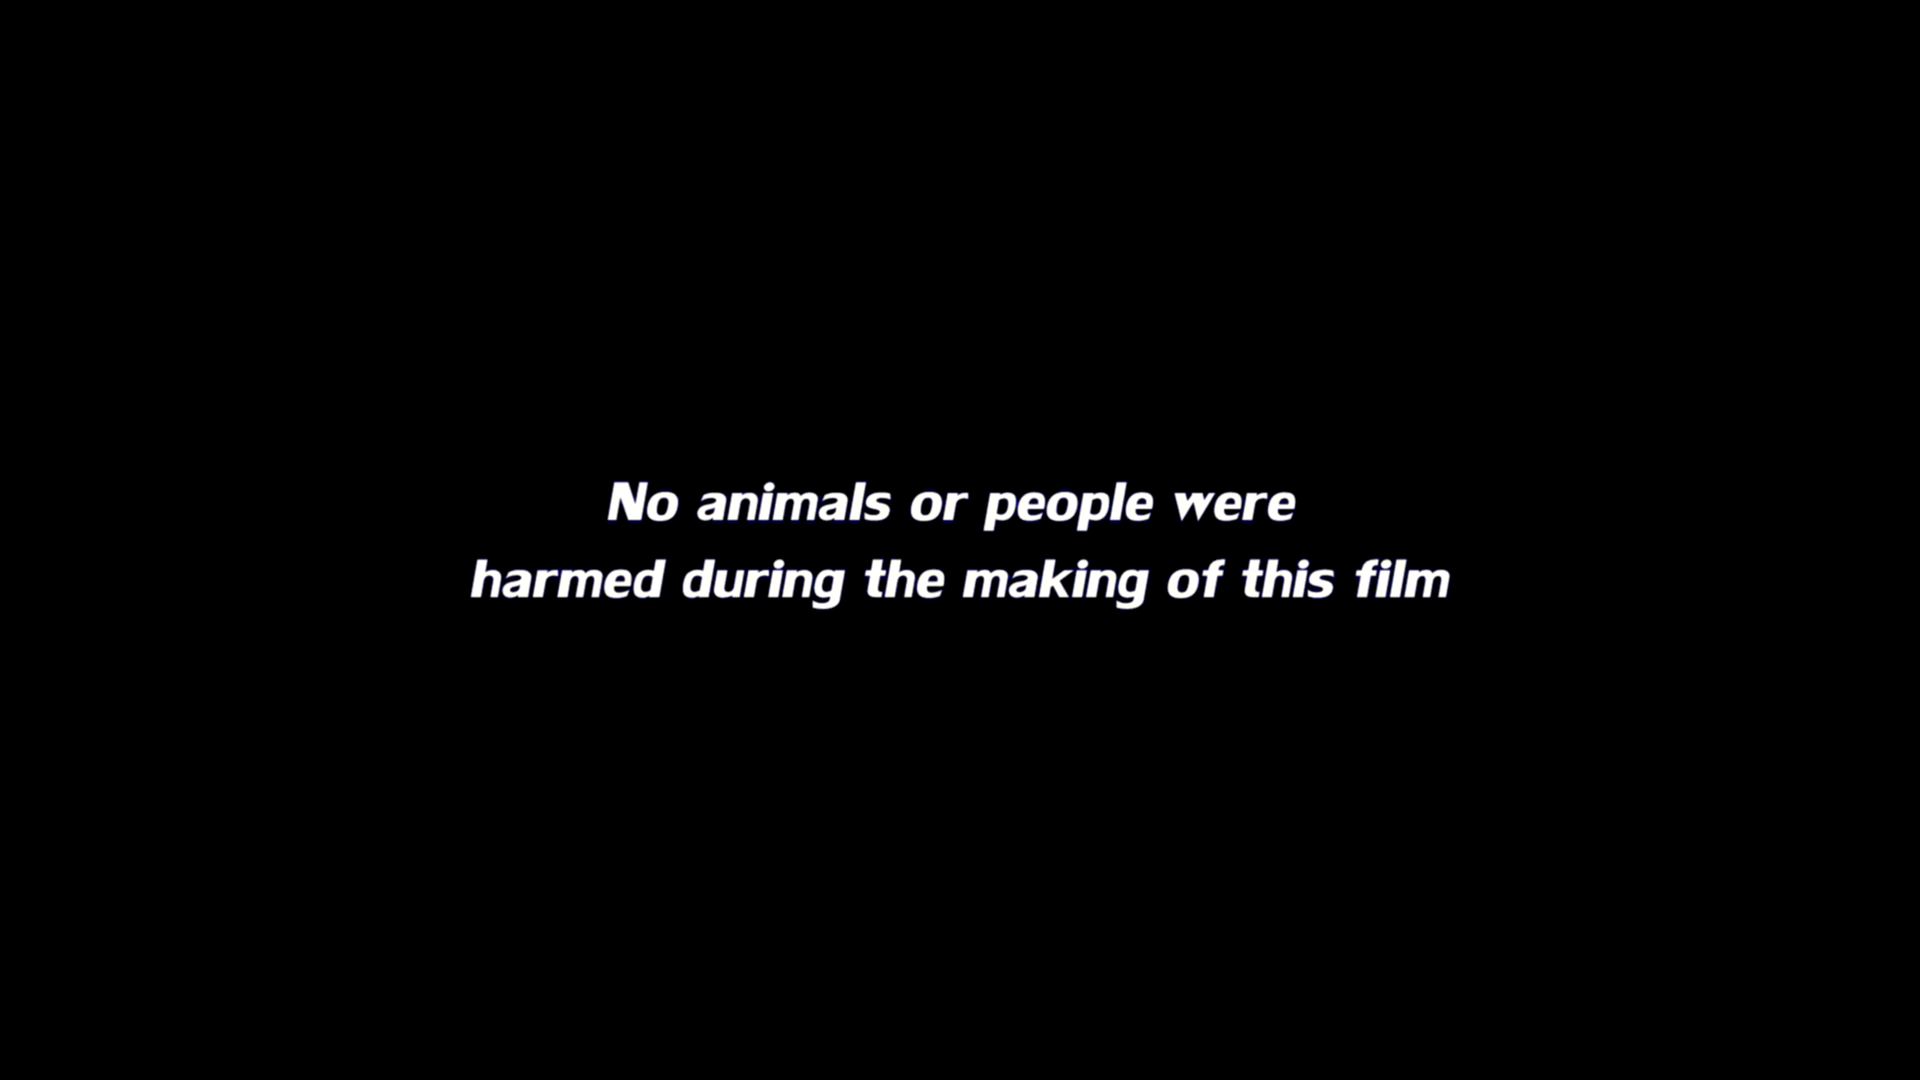 No animals or people were
harmed during the making of this film